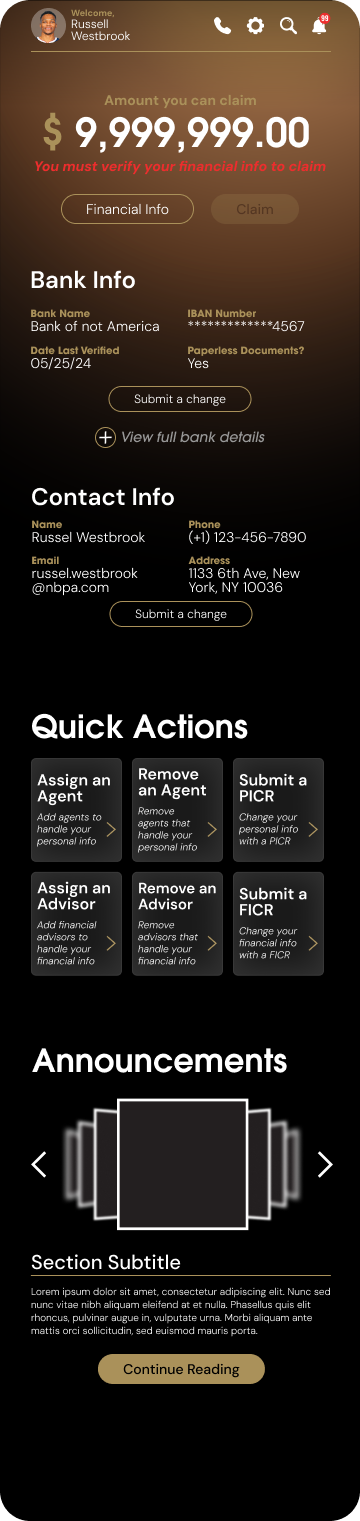 Welcome,
Russell
Westbrook
99
Amount you can claim
$ 9,999,999.00
You must verify your financial info to claim
Financial Info
Claim
Bank Info
Bank Name
Bank of not America
IBAN Number
*************4567
Date Last Verified
05/25/24
Paperless Documents?
Yes
Submit a change
View full bank details
Contact Info
Name
Russel Westbrook
Phone
(+1) 123-456-7890
Email
russel.westbrook
@nbpa.com
Address
1133 6th Ave, New
York, NY 10036
Submit a change
Quick Actions
Assign an
Agent
Add agents to
handle your
personal info
Remove
an Agent
Remove
agents that
handle your
personal info
Submit a
PICR
Change your
personal info
with a PICR
Assign an
Advisor
Add financial
advisors to
handle your
financial info
Remove an
Advisor
Remove
advisors that
handle your
financial info
Submit a
FICR
Change your
financial info
with a FICR
Announcements
Section Subtitle
Lorem ipsum dolor sit amet, consectetur adipiscing elit. Nunc sed
nunc vitae nibh aliquam eleifend at et nulla. Phasellus quis elit
rhoncus, pulvinar augue in, vulputate urna. Morbi aliquam ante
mattis orci sollicitudin, sed euismod mauris porta.
Continue Reading